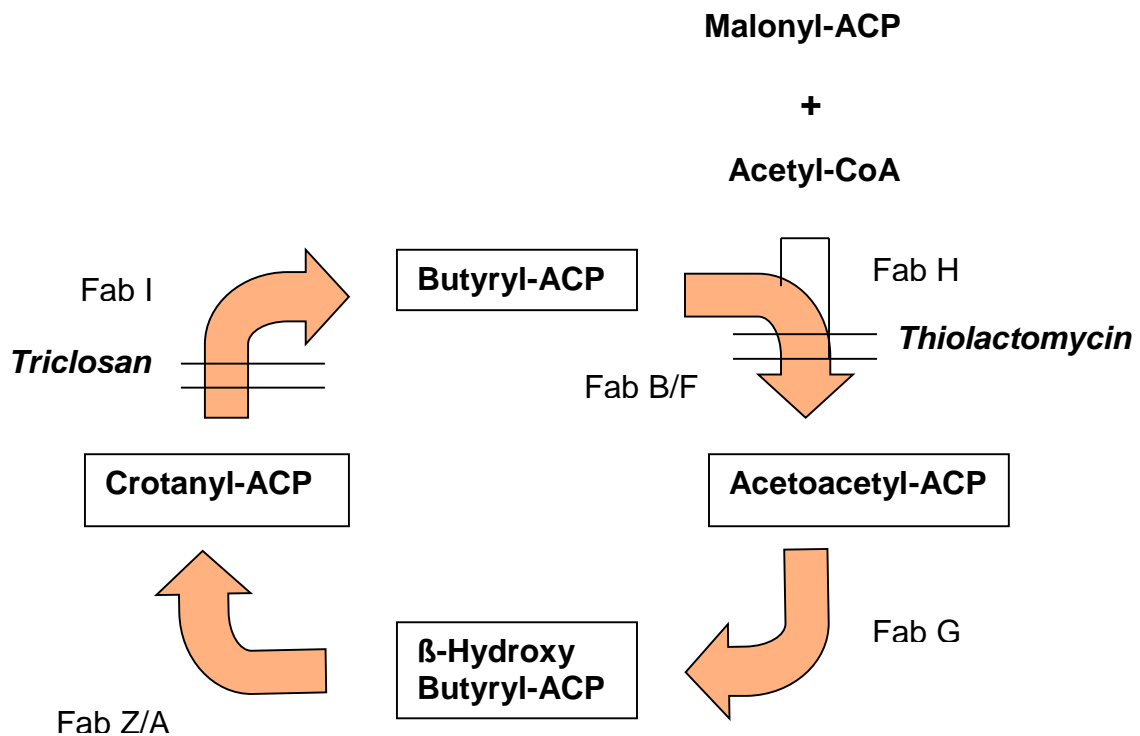 Malonyl-ACP
+
Acetyl-CoA
Butyryl-ACP
Fab H
Fab I
Thiolactomycin
Triclosan
Fab B/F
Crotanyl-ACP
Acetoacetyl-ACP
Fab G
ß-Hydroxy
Butyryl-ACP
Fab Z/A